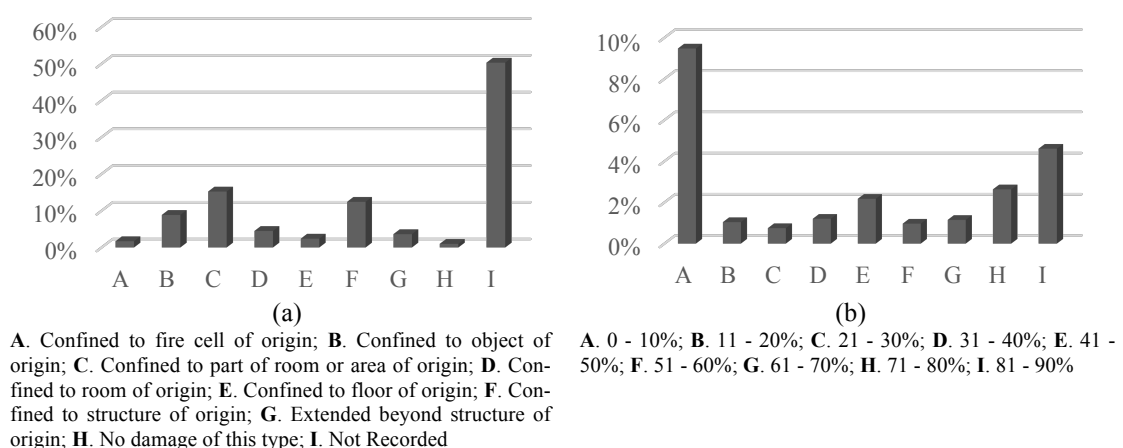 60%
50%
40%
30%
20%
10%
0%
A B C D E F G H I
(a)
A. Confined to fire cell of origin; B. Confined to object of
origin; C. Confined to part of room or area of origin; D. Con-
fined to room of origin; E. Confined to floor of origin; F. Con-
fined to structure of origin; G. Extended beyond structure of
origin; H. No damage of this type; I. Not Recorded
10%
8%
6%
4%
2%
0%
A B C D E F G H I
(b)
A. 0 - 10%; B. 11 - 20%; C. 21 - 30%; D. 31 - 40%; E. 41 -
50%; F. 51 - 60%; G. 61 - 70%; H. 71 - 80%; I. 81 - 90%